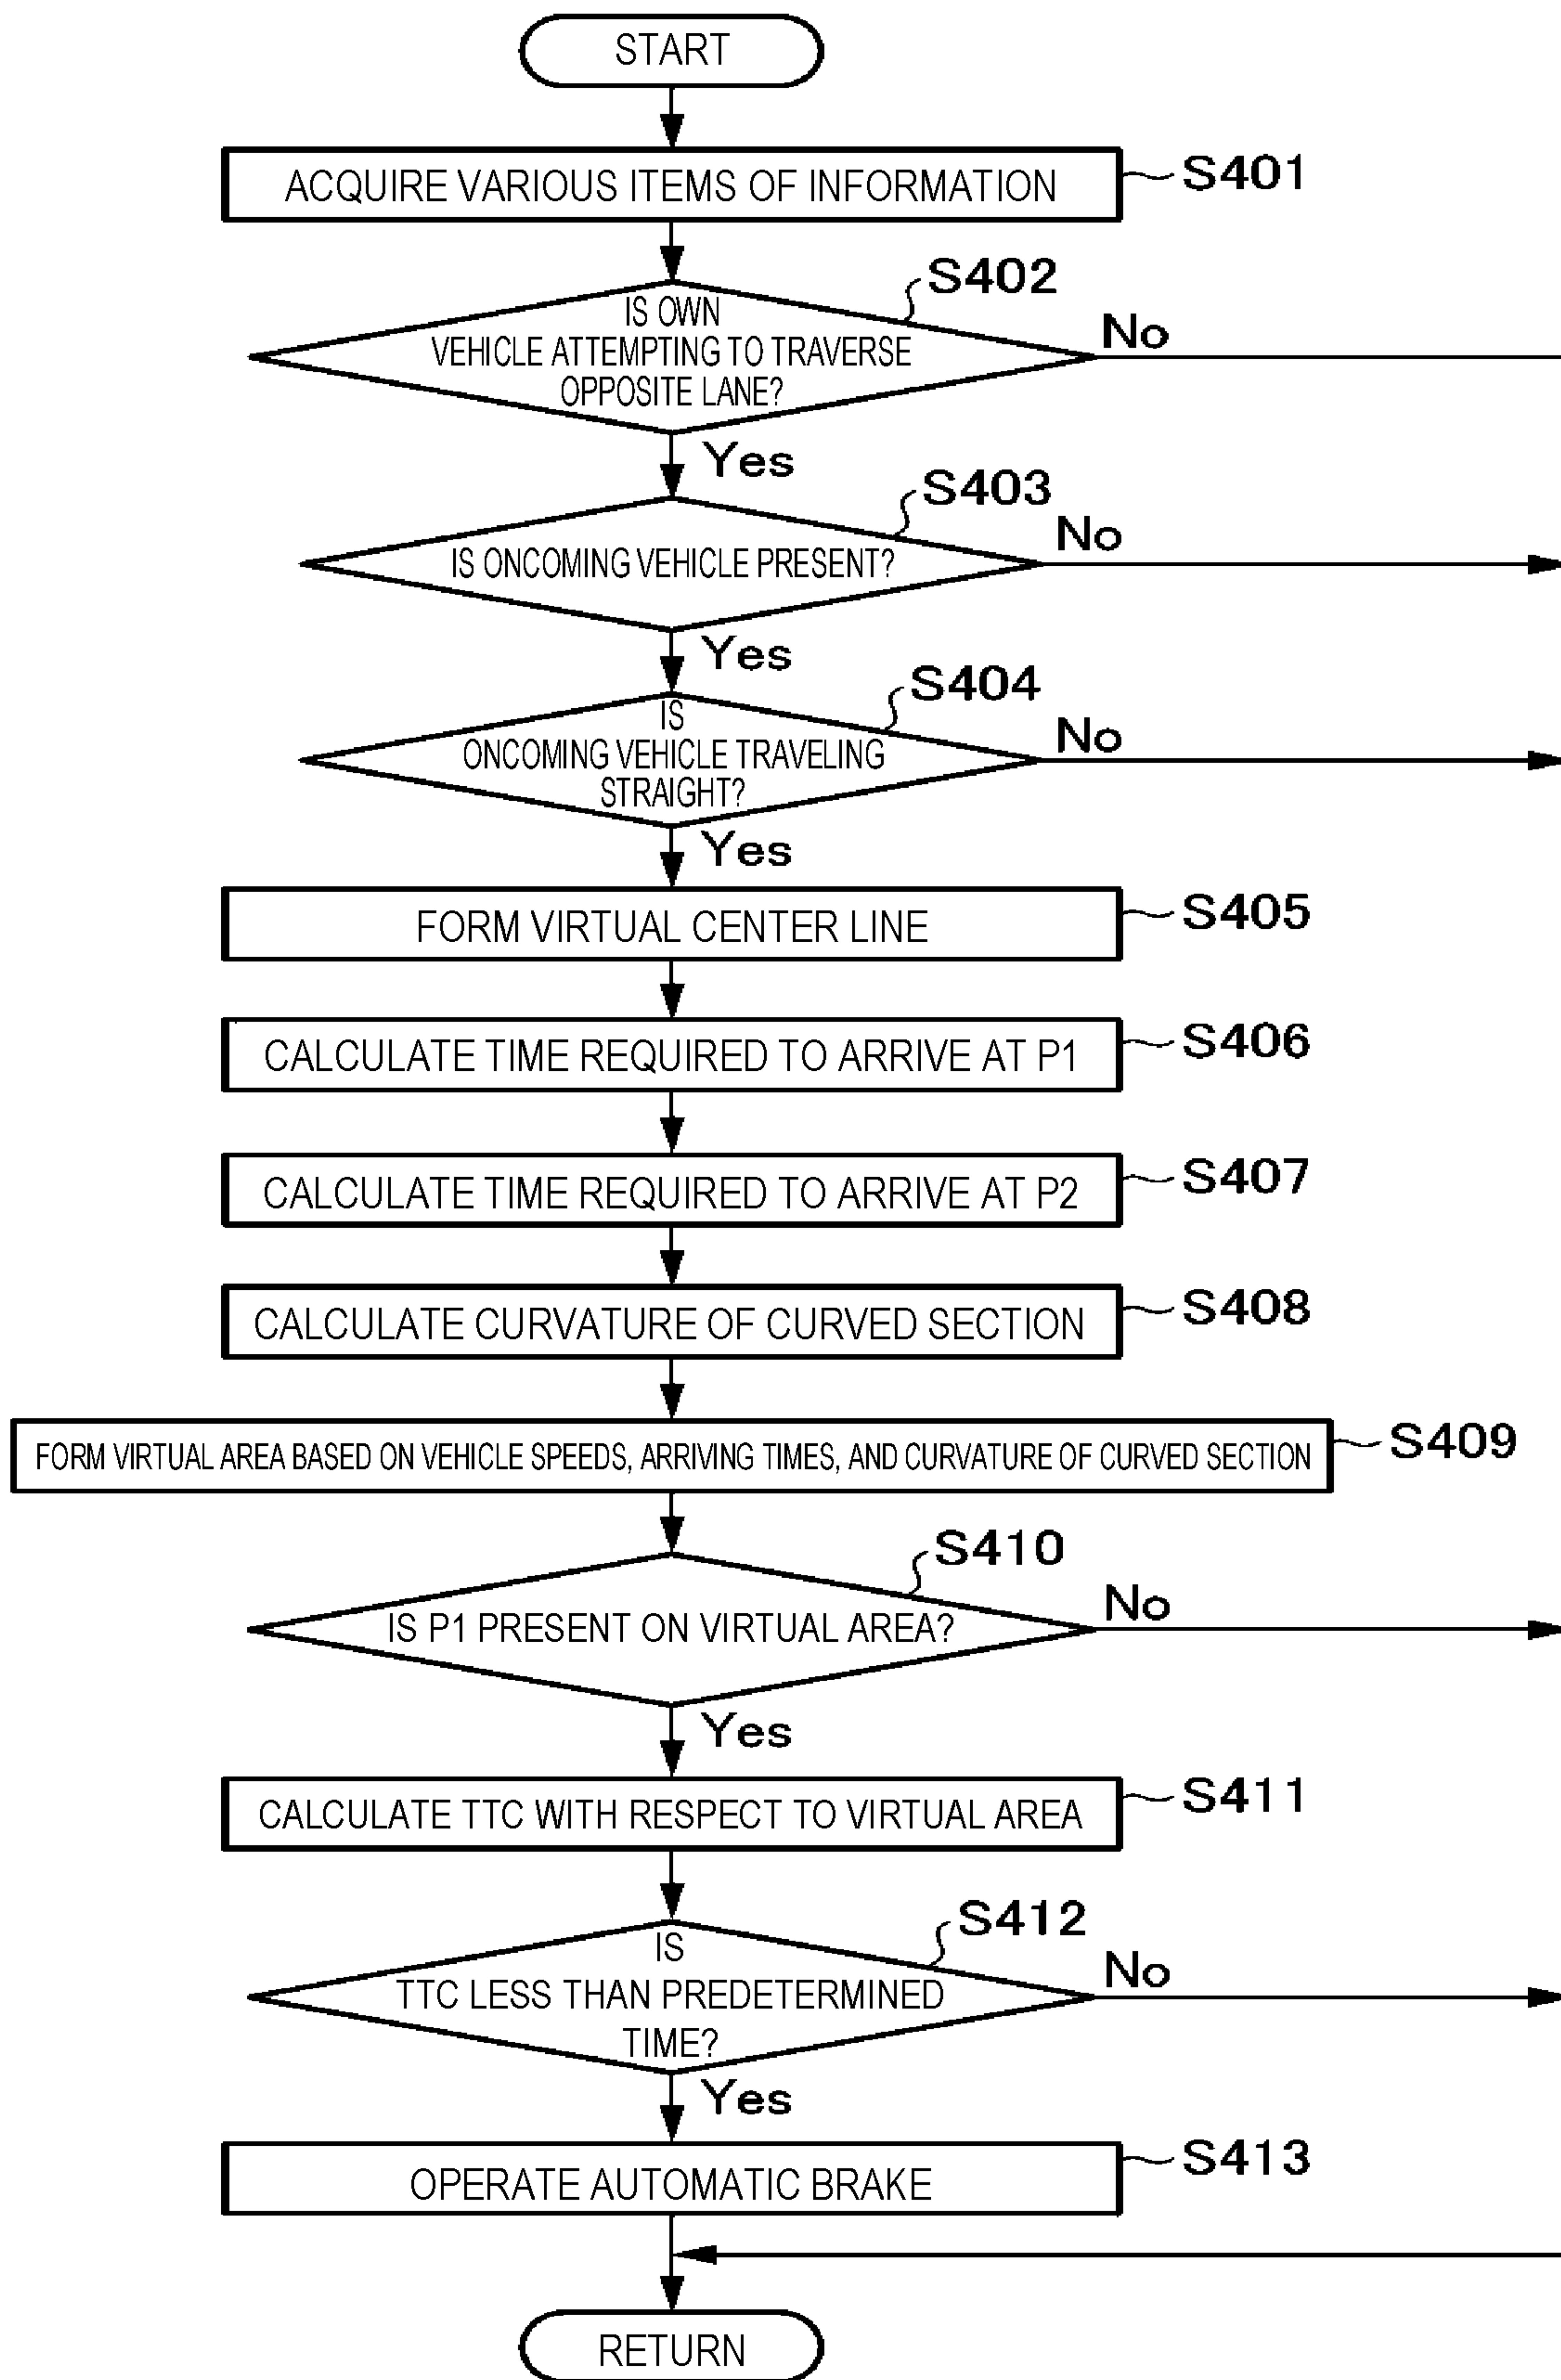 START
ACQUIRE VARIOUS ITEMS OF INFORMATION
S401
S402
IS OWN
VEHICLE ATTEMPTING TO TRAVERSE
OPPOSITE LANE?
No
Yes
S403
IS ONCOMING VEHICLE PRESENT?
No
Yes
S404
IS
ONCOMING VEHICLE TRAVELING
STRAIGHT?
No
Yes
FORM VIRTUAL CENTER LINE
S405
CALCULATE TIME REQUIRED TO ARRIVE AT P1
S406
CALCULATE TIME REQUIRED TO ARRIVE AT P2
S407
CALCULATE CURVATURE OF CURVED SECTION
S408
FORM VIRTUAL AREA BASED ON VEHICLE SPEEDS, ARRIVING TIMES, AND CURVATURE OF CURVED SECTION
S409
S410
IS P1 PRESENT ON VIRTUAL AREA?
No
Yes
CALCULATE TTC WITH RESPECT TO VIRTUAL AREA
S411
S412
IS
TTC LESS THAN PREDETERMINED
TIME?
No
Yes
OPERATE AUTOMATIC BRAKE
S413
RETURN